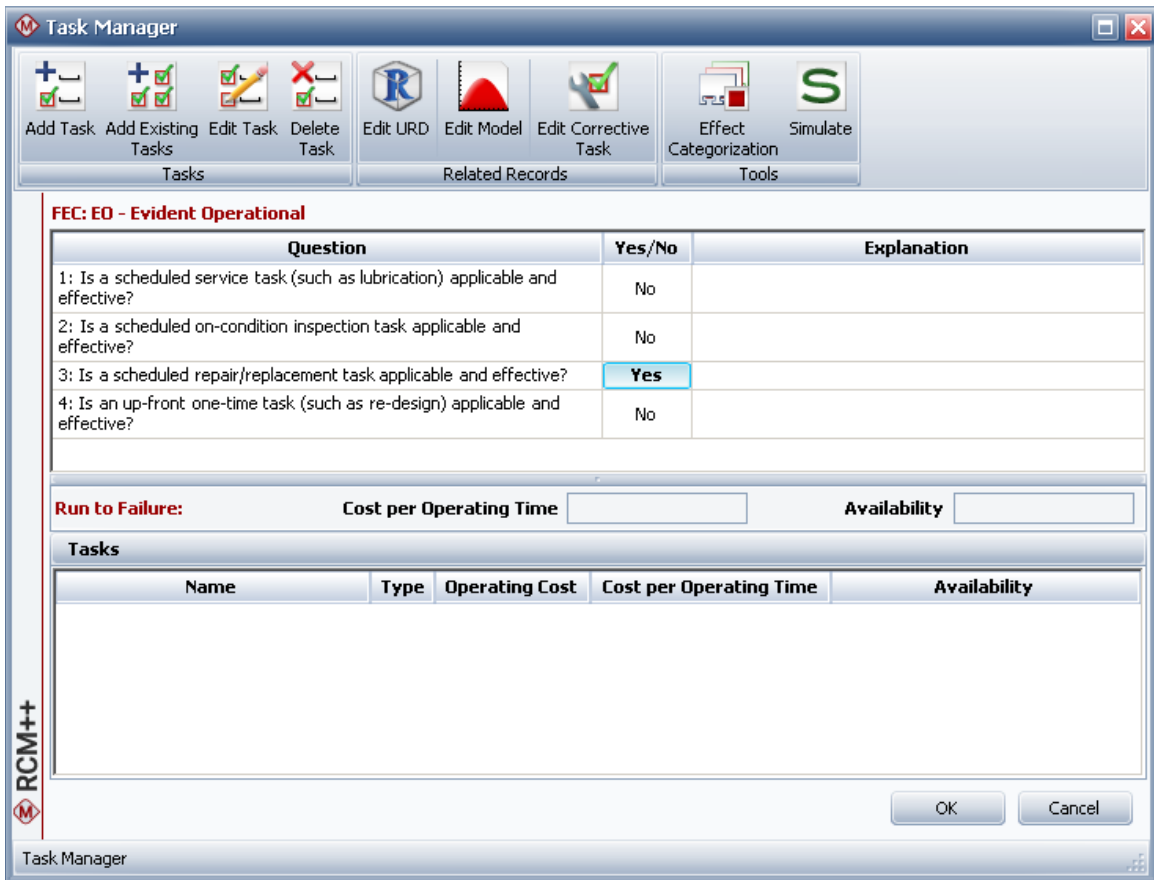 Task Manager
Add Task
Add Existing
Tasks
Edit Task
Delete
Task
Tasks
Edit URD
Edit Model
Edit Corrective
Task
Related Records
Effect
Categorization
Simulate
Tools
FEC: EO - Evident Operational
Question Yes/No Explanation
1: Is a scheduled service task (such as lubrication) applicable and
effective?
No
2: Is a scheduled on-condition inspection task applicable and
effective?
No
3: Is a scheduled repair/replacement task applicable and effective? Yes
4: Is an up-front one-time task (such as re-design) applicable and
effective?
No
Run to Failure: Cost per Operating Time Availability
Tasks
Name Type Operating Cost Cost per Operating Time Availability
RCM++
OK Cancel
Task Manager